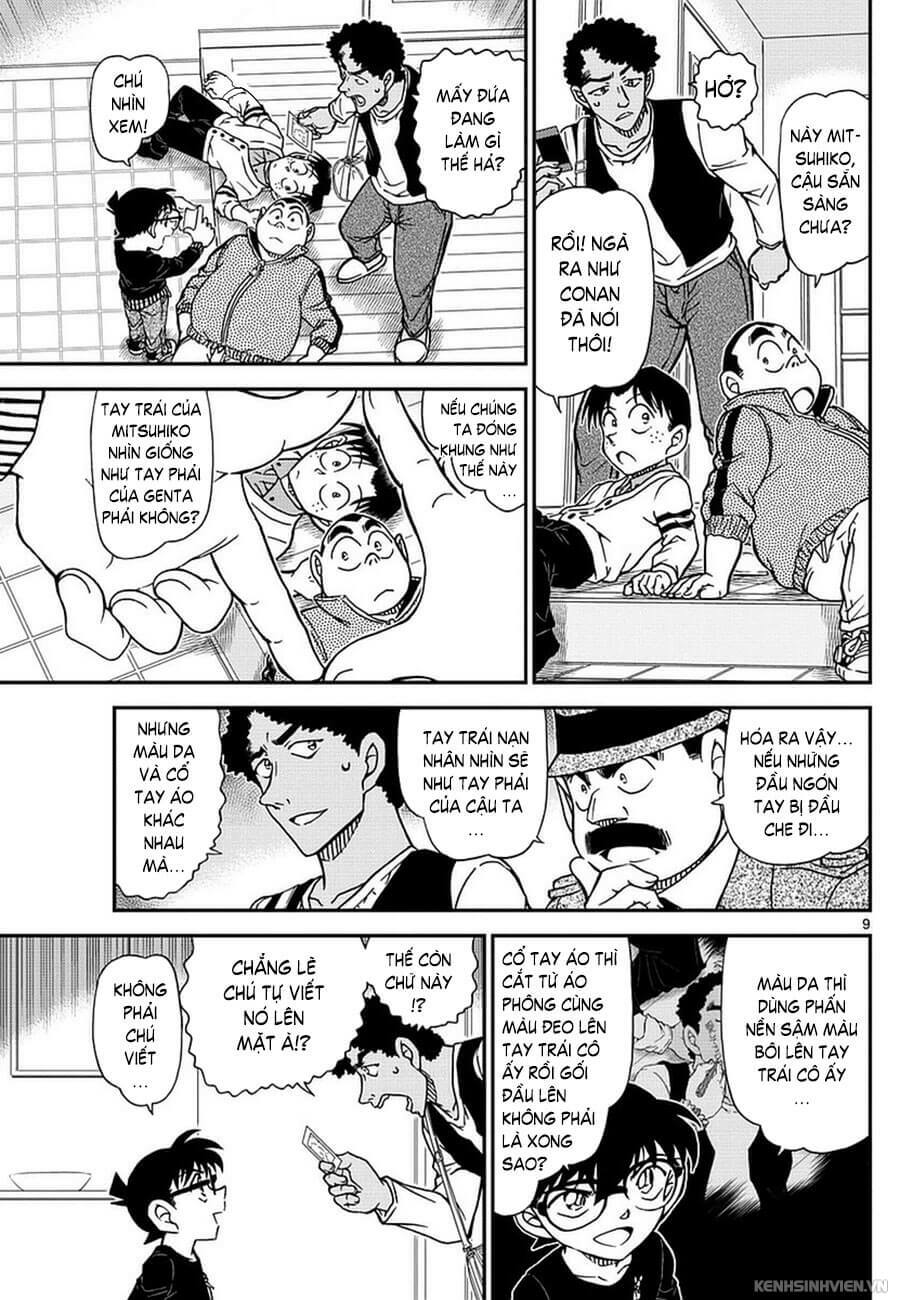 NÀY MIT-
SUHIKO,
CẬU SẴN
SÀNG
CHƯA?
HỞ?
RỒI! NGÀ
RA NHƯ
CONAN
ĐÃ NÓI
THÔI!
MẤY ĐỨA
ĐANG
LÀM GÌ
THẾ HẢ?
CHÚ
NHÌN
XEM!
NẾU CHÚNG
TA ĐÓNG
KHUNG NHƯ
THẾ NÀY
...
TAY TRÁI CỦA
MITSUHIKO
NHÌN GIỐNG
NHƯ TAY PHẢI
CỦA GENTA
PHẢI KHÔNG?
HÓA RA VẬY...
NẾU NHỮNG
ĐẦU NGÓN
TAY BỊ ĐẦU
CHE ĐI...
TAY TRÁI NẠN
NHÂN NHÌN SẼ
NHƯ TAY PHẢI
CỦA CẬU TA
...
NHƯNG
MÀU DA
VÀ CỔ
TAY ÁO
KHÁC
NHAU
MÀ...
9
MÀU DA THÌ
DÙNG PHẤN
NỀN SẬM MÀU
BÔI LÊN TAY
TRÁI CÔ ẤY
...
CỔ TAY ÁO THÌ
CẮT TỪ ÁO
PHÔNG CÙNG
MÀU ĐEO LÊN
TAY TRÁI CÔ
ẤY RỒI GỐI
ĐẦU LÊN
KHÔNG PHẢI
LÀ XONG
SAO?
THẾ CÒN
CHỮ NÀY
!?
CHẲNG LẼ
CHÚ TỰ VIẾT
NÓ LÊN
MẶT À!?
KHÔNG
PHẢI
CHÚ
VIẾT
...
KENHSINHVIEN.VN